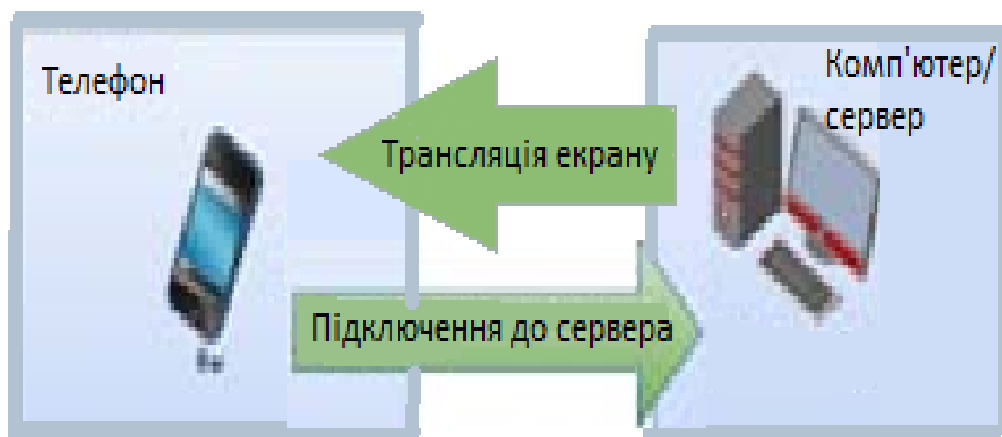 Телефон
Комп'ютер/
сервер
Трансляція екрану
Підключення до сервера